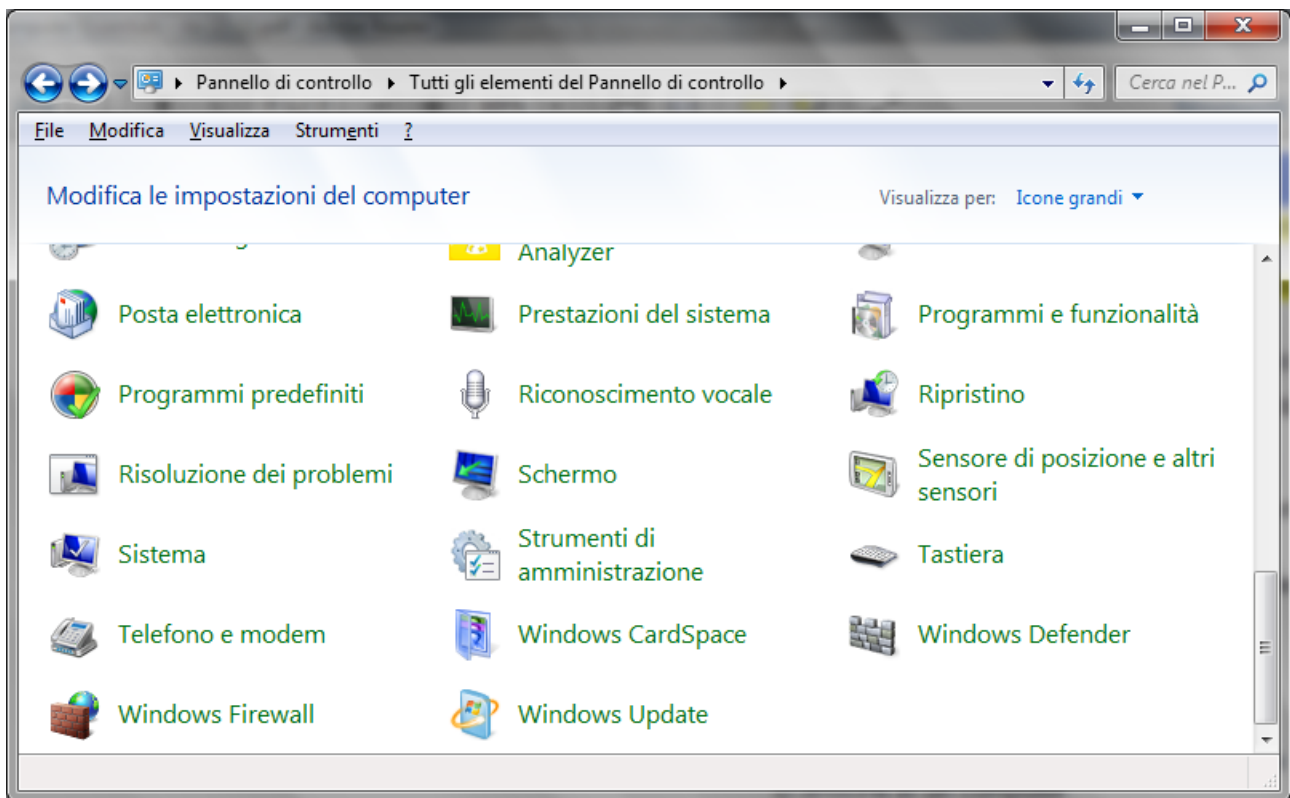 Pannello di controllo Tutti gli elementi del Pannello di controllo Cerca nel P...
File Modifica Visualizza Strumenti ?
Modifica le impostazioni del computer Visualizza per: Icone grandi
Analyzer
Posta elettronica Prestazioni del sistema Programmi e funzionalità
Programmi predefiniti Riconoscimento vocale Ripristino
Risoluzione dei problemi Schermo Sensore di posizione e altri
sensori
Sistema Strumenti di
amministrazione Tastiera
Telefono e modem Windows CardSpace Windows Defender
Windows Firewall Windows Update